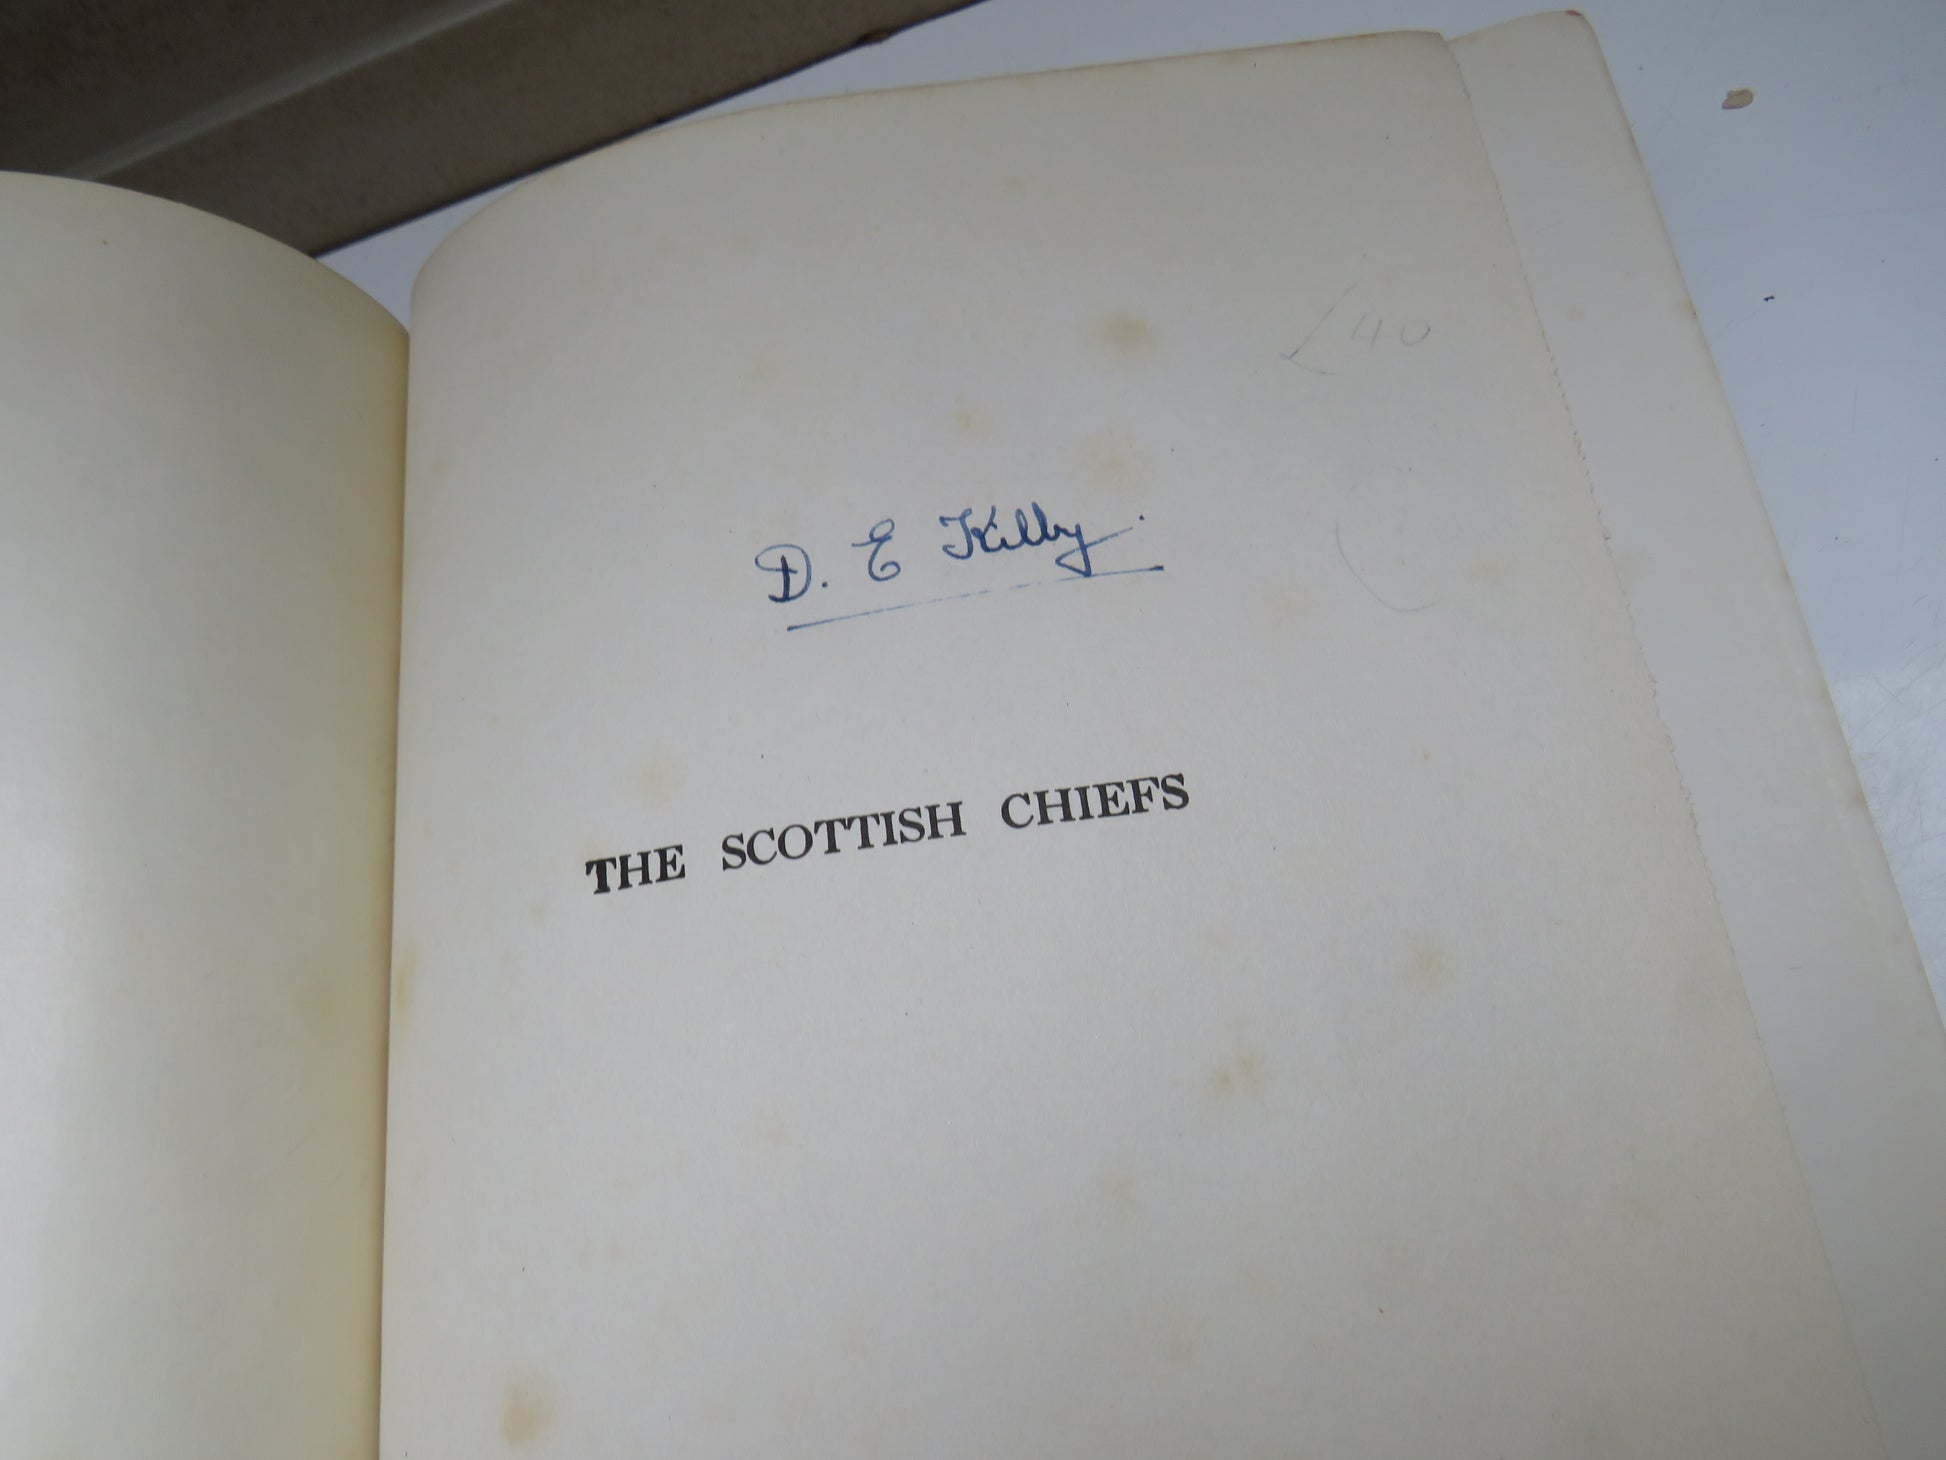 £40
D. E Kilby.
THE SCOTTISH CHIEFS